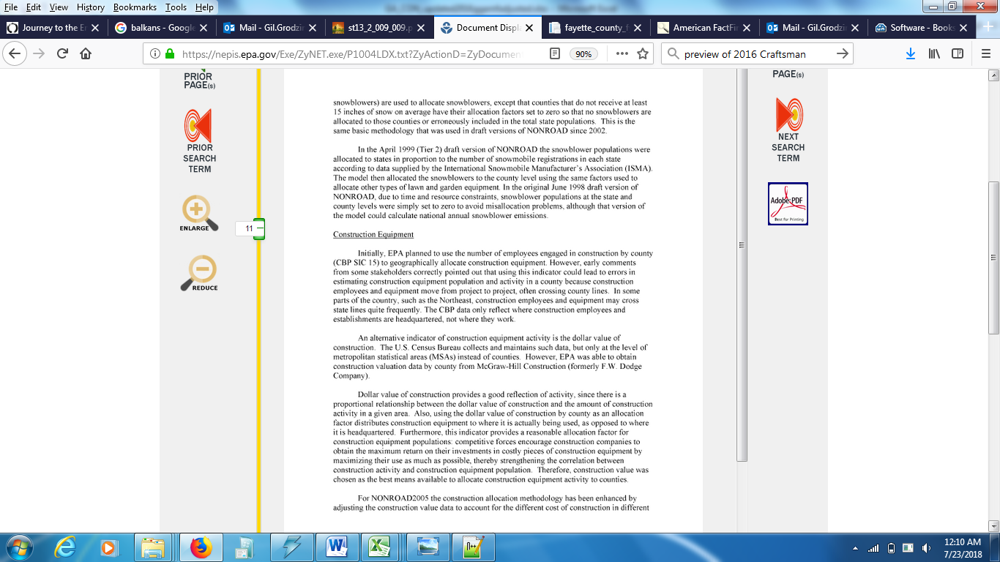 File Edit View History Bookmarks Tools Help
Journey to the E
balkans - Google
Mail - Gil.Grodzin
st13_2_009_009.p
Document Displa
fayette_county_f
American FactFi
Mail - Gil.Grodzin
Software - Books
https://nepis.epa.gov/Exe/ZyNET.exe/P1004LDX.txt?ZyActionD=ZyDocumen
90%
preview of 2016 Craftsman
PRIOR
PAGE(s)
PRIOR
SEARCH
TERM
ENLARGE
REDUCE
11
snowblowers) are used to allocate snowblowers, except that counties that do not receive at least
15 inches of snow on average have their allocation factors set to zero so that no snowblowers are
allocated to those counties or erroneously included in the total state populations. This is the
same basic methodology that was used in draft versions of NONROAD since 2002.
In the April 1999 (Tier 2) draft version of NONROAD the snowblower populations were
allocated to states in proportion to the number of snowmobile registrations in each state
according to data supplied by the International Snowmobile Manufacturer's Association (ISMA).
The model then allocated the snowblowers to the county level using the same factors used to
allocate other types of lawn and garden equipment. In the original June 1998 draft version of
NONROAD, due to time and resource constraints, snowblower populations at the state and
county levels were simply set to zero to avoid misallocation problems, although that version of
the model could calculate national annual snowblower emissions.
Construction Equipment
Initially, EPA planned to use the number of employees engaged in construction by county
(CBP SIC 15) to geographically allocate construction equipment. However, early comments
from some stakeholders correctly pointed out that using this indicator could lead to errors in
estimating construction equipment population and activity in a county because construction
employees and equipment move from project to project, often crossing county lines. In some
parts of the country, such as the Northeast, construction employees and equipment may cross
state lines quite frequently. The CBP data only reflect where construction employees and
establishments are headquartered, not where they work.
An alternative indicator of construction equipment activity is the dollar value of
construction. The U.S. Census Bureau collects and maintains such data, but only at the level of
metropolitan statistical areas (MSAs) instead of counties. However, EPA was able to obtain
construction valuation data by county from McGraw-Hill Construction (formerly F.W. Dodge
Company).
Dollar value of construction provides a good reflection of activity, since there is a
proportional relationship between the dollar value of construction and the amount of construction
activity in a given area. Also, using the dollar value of construction by county as an allocation
factor distributes construction equipment to where it is actually being used, as opposed to where
it is headquartered. Furthermore, this indicator provides a reasonable allocation factor for
construction equipment populations: competitive forces encourage construction companies to
obtain the maximum return on their investments in costly pieces of construction equipment by
maximizing their use as much as possible, thereby strengthening the correlation between
construction activity and construction equipment population. Therefore, construction value was
chosen as the best means available to allocate construction equipment activity to counties.
For NONROAD2005 the construction allocation methodology has been enhanced by
adjusting the construction value data to account for the different cost of construction in different
PAGE(s)
NEXT
SEARCH
TERM
Adobe PDF
Best For Printing
12:10 AM
7/23/2018